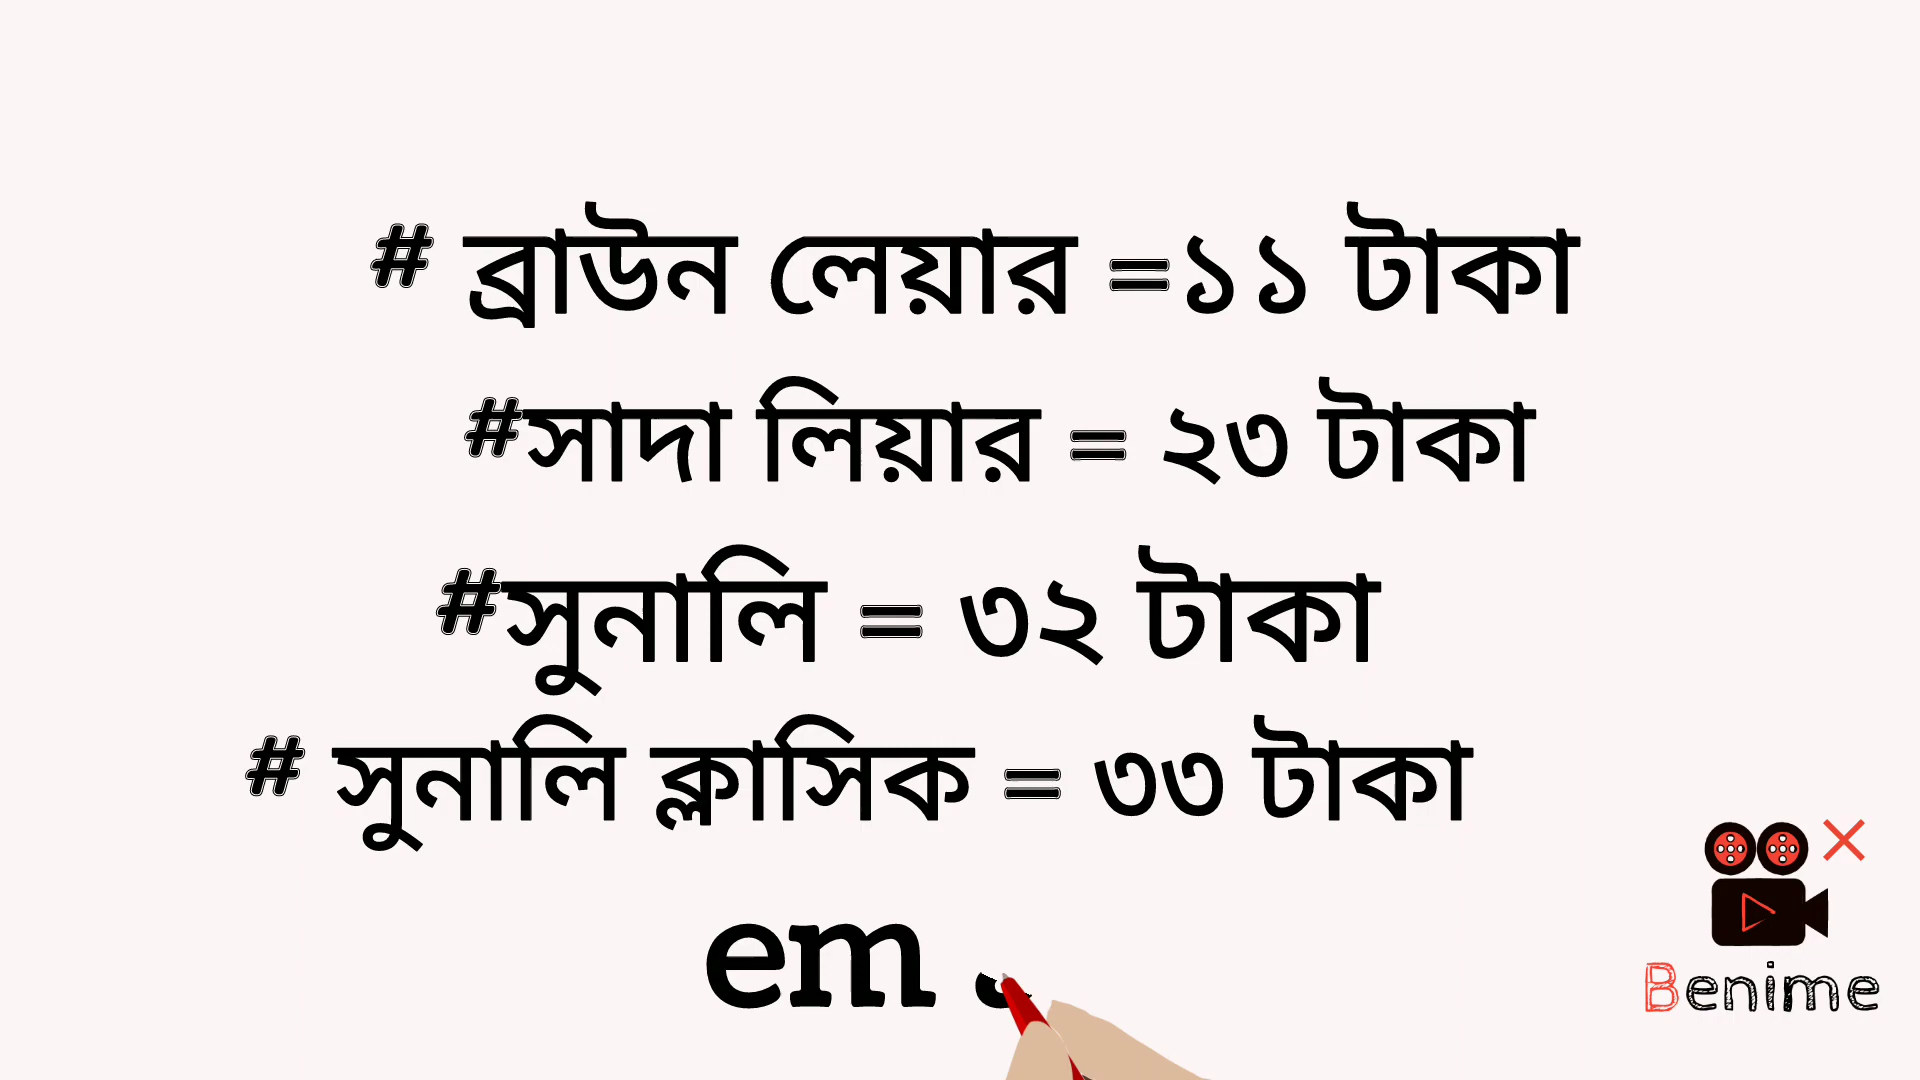 # ব্রাউন লেয়ার =১১ টাকা
#সাদা লিয়ার = ২৩ টাকা
#সুনালি = ৩২ টাকা
# সুনালি ক্লাসিক = ৩৩ টাকা
em
Benime